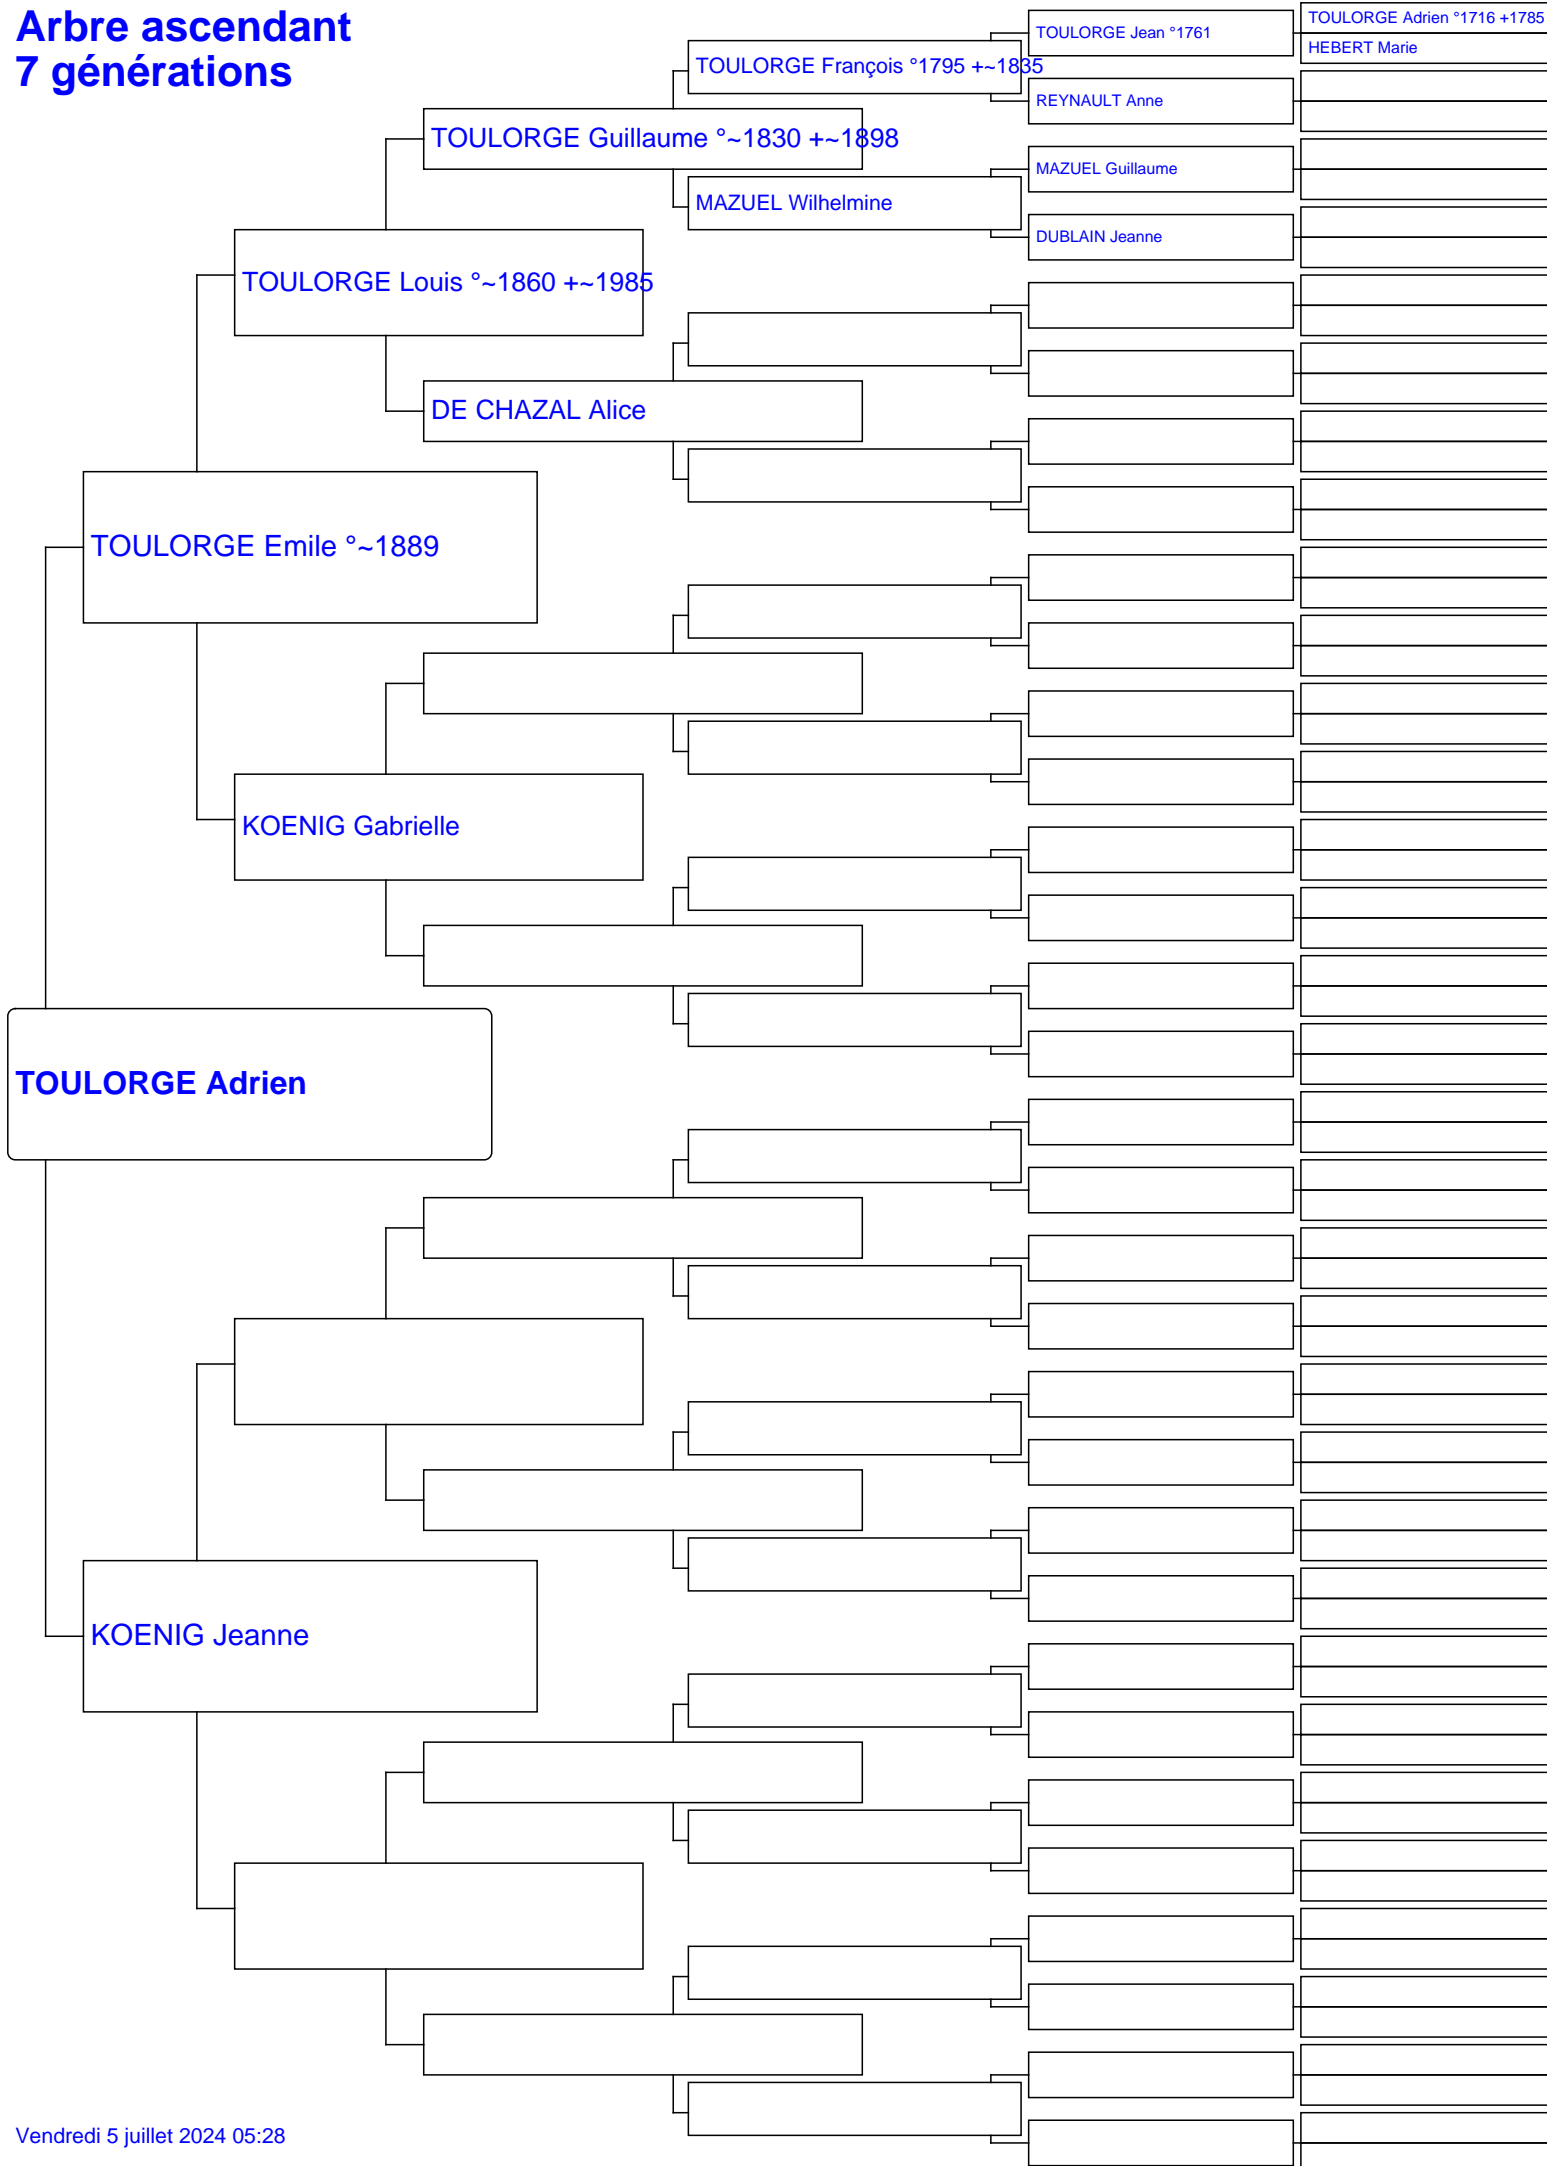 Arbre ascendant
7 générations
TOULORGE Adrien °1716 +1785
TOULORGE Jean °1761
HEBERT Marie
TOULORGE François °1795 +~1835
REYNAULT Anne
TOULORGE Guillaume °~1830 +~1898
MAZUEL Guillaume
MAZUEL Wilhelmine
DUBLAIN Jeanne
TOULORGE Louis °~1860 +~1985
DE CHAZAL Alice
TOULORGE Emile °~1889
KOENIG Gabrielle
TOULORGE Adrien
KOENIG Jeanne
Vendredi 5 juillet 2024 05:28